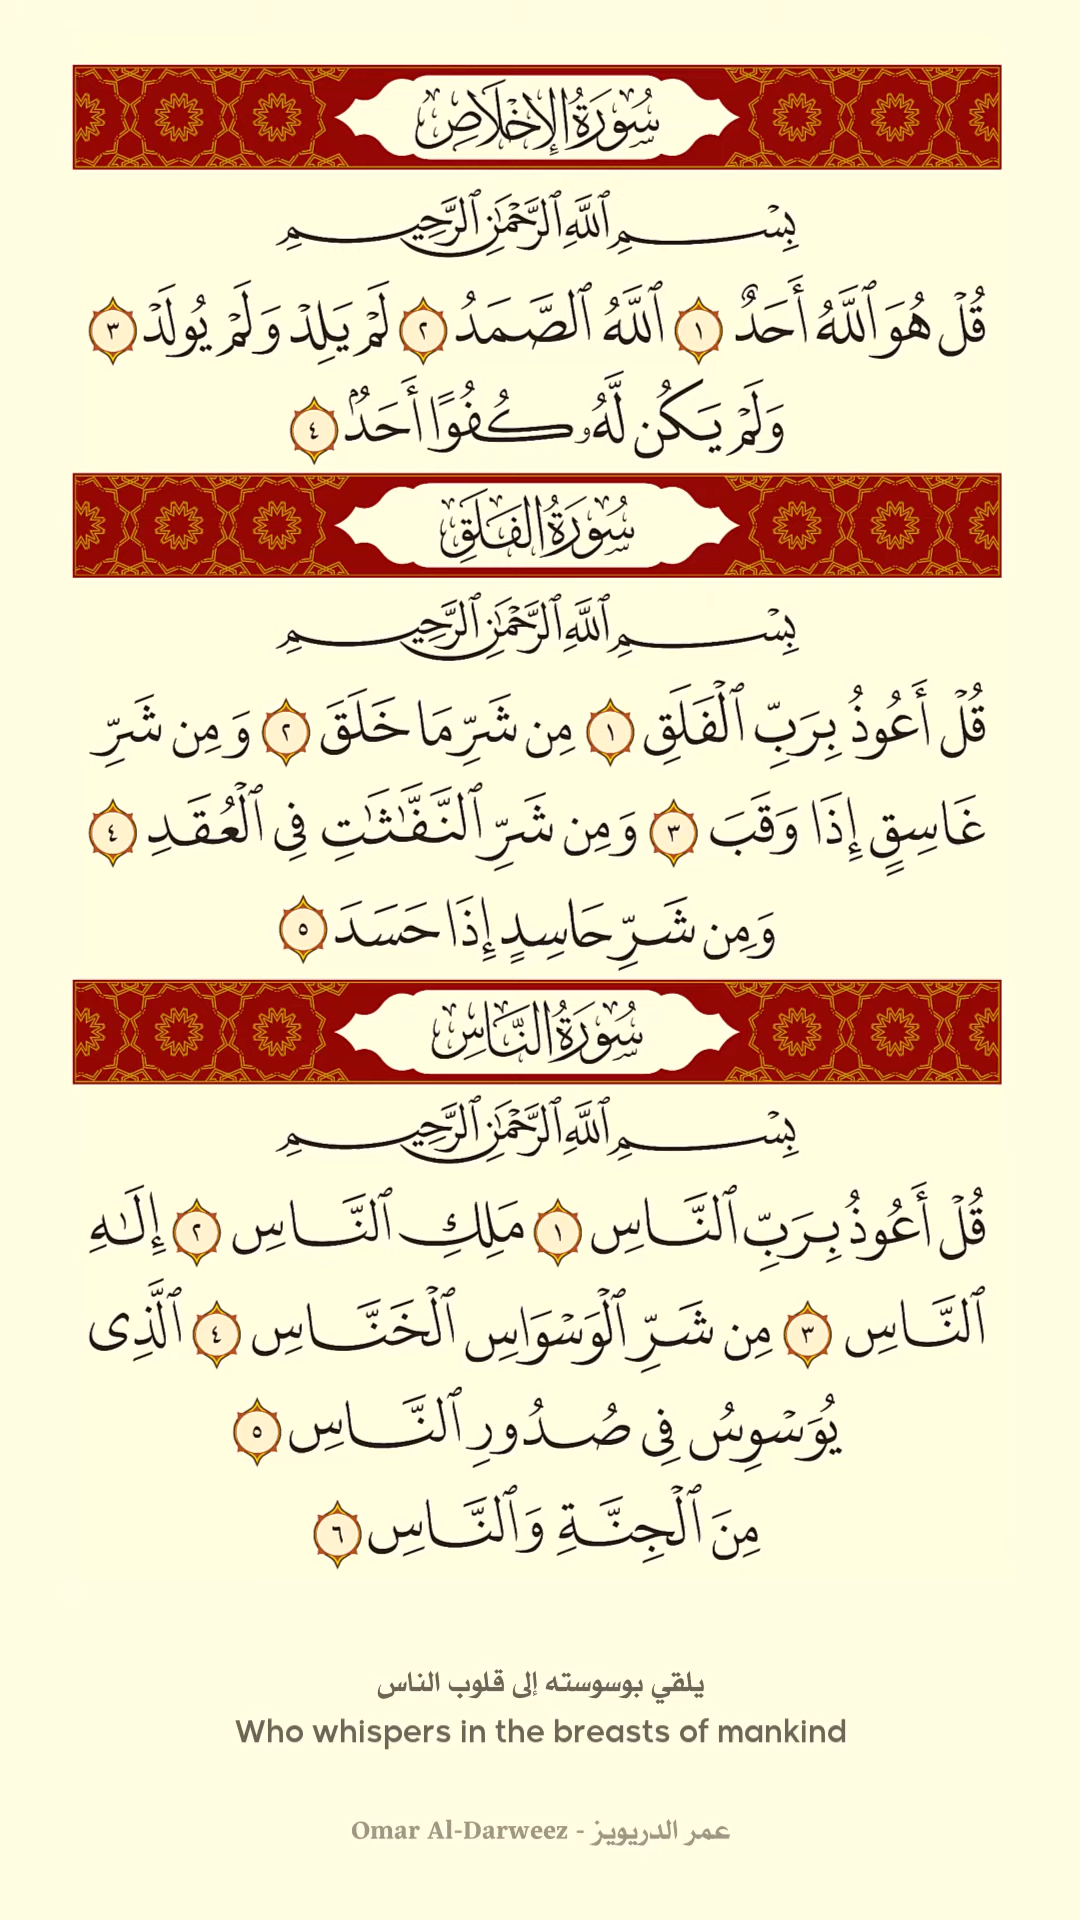 سُورَةُ الإِخْلَاصِ
بِسْمِ ٱللَّهِ ٱلرَّحْمَٰنِ ٱلرَّحِيمِ
قُلْ هُوَ ٱللَّهُ أَحَدٌ ١ ٱللَّهُ ٱلصَّمَدُ ٢ لَمْ يَلِدْ وَلَمْ يُولَدْ ٣
وَلَمْ يَكُن لَّهُۥ كُفُوًا أَحَدٌۢ ٤
سُورَةُ الفَلَقِ
بِسْمِ ٱللَّهِ ٱلرَّحْمَٰنِ ٱلرَّحِيمِ
قُلْ أَعُوذُ بِرَبِّ ٱلْفَلَقِ ١ مِن شَرِّ مَا خَلَقَ ٢ وَمِن شَرِّ
غَاسِقٍ إِذَا وَقَبَ ٣ وَمِن شَرِّ ٱلنَّفَّٰثَٰتِ فِى ٱلْعُقَدِ ٤
وَمِن شَرِّ حَاسِدٍ إِذَا حَسَدَ ٥
سُورَةُ النَّاسِ
بِسْمِ ٱللَّهِ ٱلرَّحْمَٰنِ ٱلرَّحِيمِ
قُلْ أَعُوذُ بِرَبِّ ٱلنَّاسِ ١ مَلِكِ ٱلنَّاسِ ٢ إِلَٰهِ
ٱلنَّاسِ ٣ مِن شَرِّ ٱلْوَسْوَاسِ ٱلْخَنَّاسِ ٤ ٱلَّذِى
يُوَسْوِسُ فِى صُدُورِ ٱلنَّاسِ ٥
مِنَ ٱلْجِنَّةِ وَٱلنَّاسِ ٦
يلقي بوسوسته إلى قلوب الناس
Who whispers in the breasts of mankind
Omar Al-Darweez - عمر الدريويز